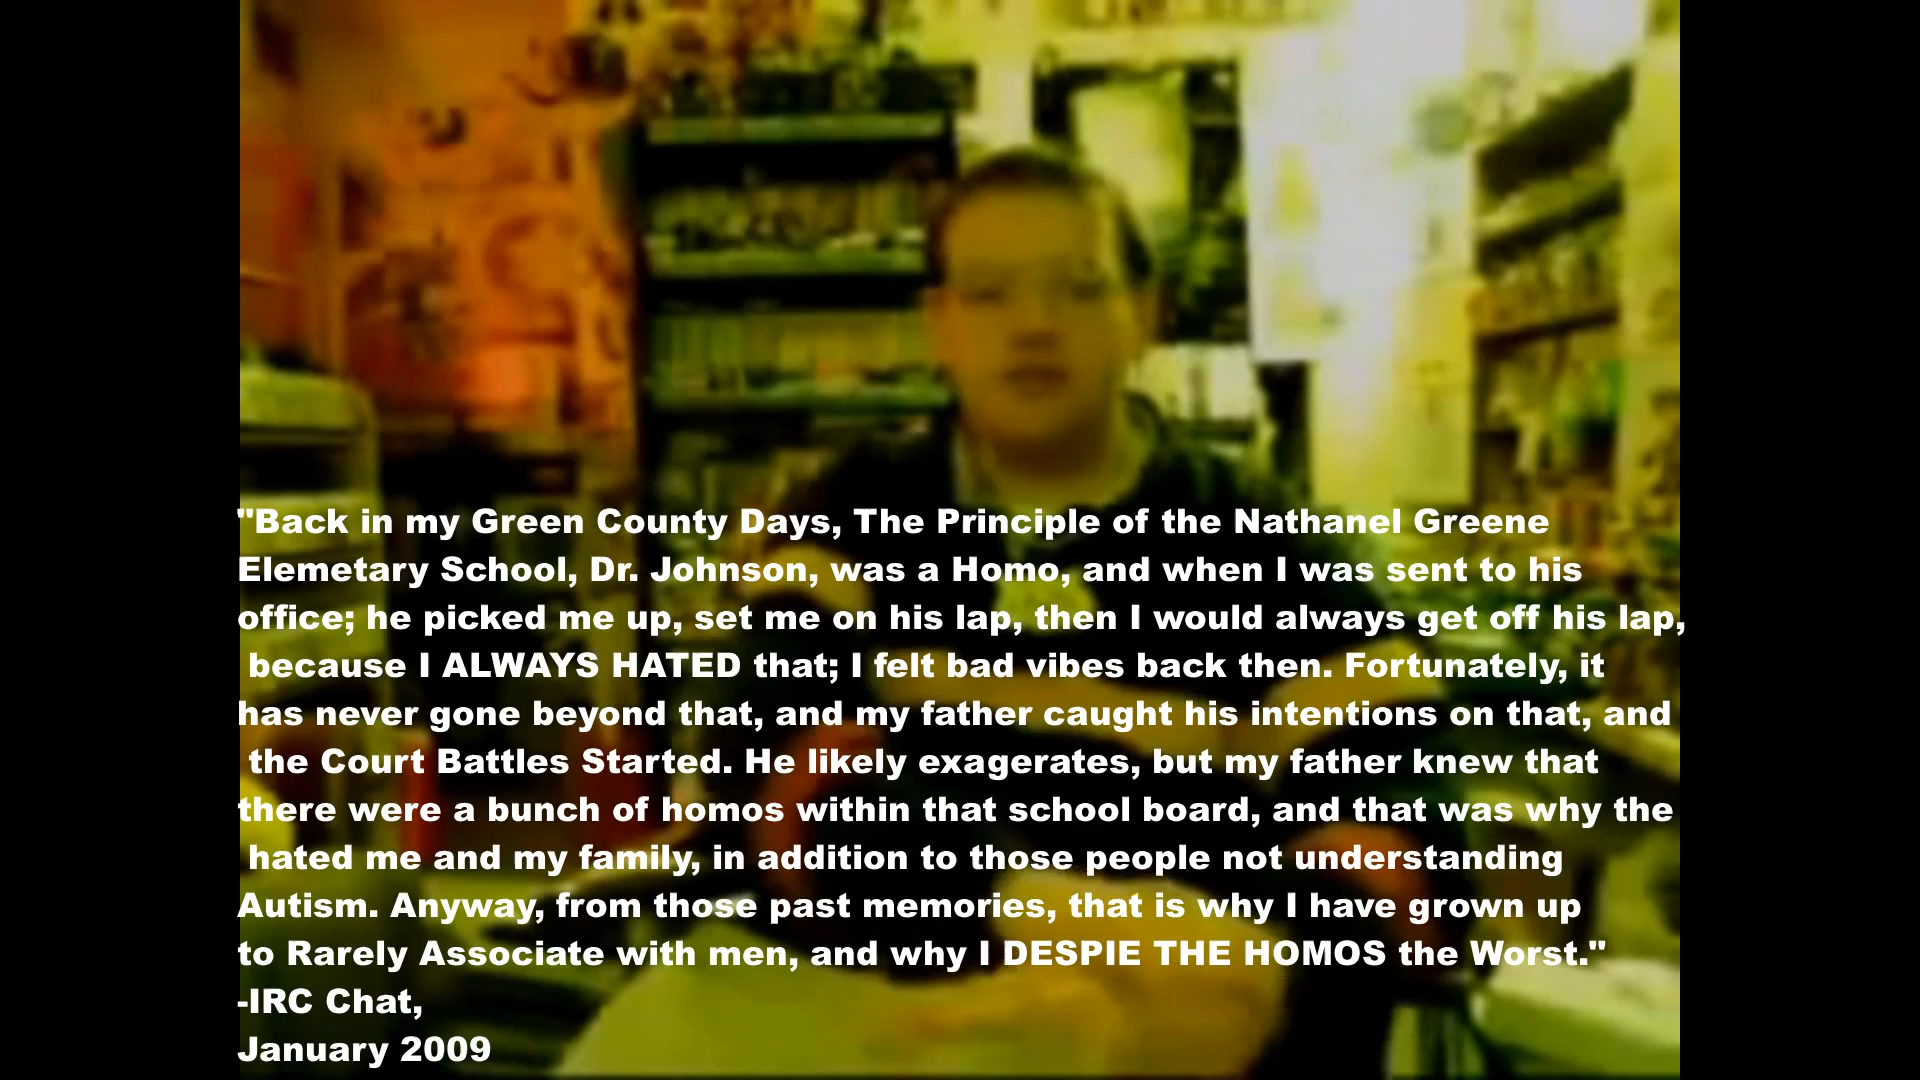 "Back in my Green County Days, The Principle of the Nathanel Greene
Elemetary School, Dr. Johnson, was a Homo, and when I was sent to his
office; he picked me up, set me on his lap, then I would always get off his lap,
because I ALWAYS HATED that; I felt bad vibes back then. Fortunately, it
has never gone beyond that, and my father caught his intentions on that, and
the Court Battles Started. He likely exagerates, but my father knew that
there were a bunch of homos within that school board, and that was why the
hated me and my family, in addition to those people not understanding
Autism. Anyway, from those past memories, that is why I have grown up
to Rarely Associate with men, and why I DESPIE THE HOMOS the Worst."
-IRC Chat,
January 2009